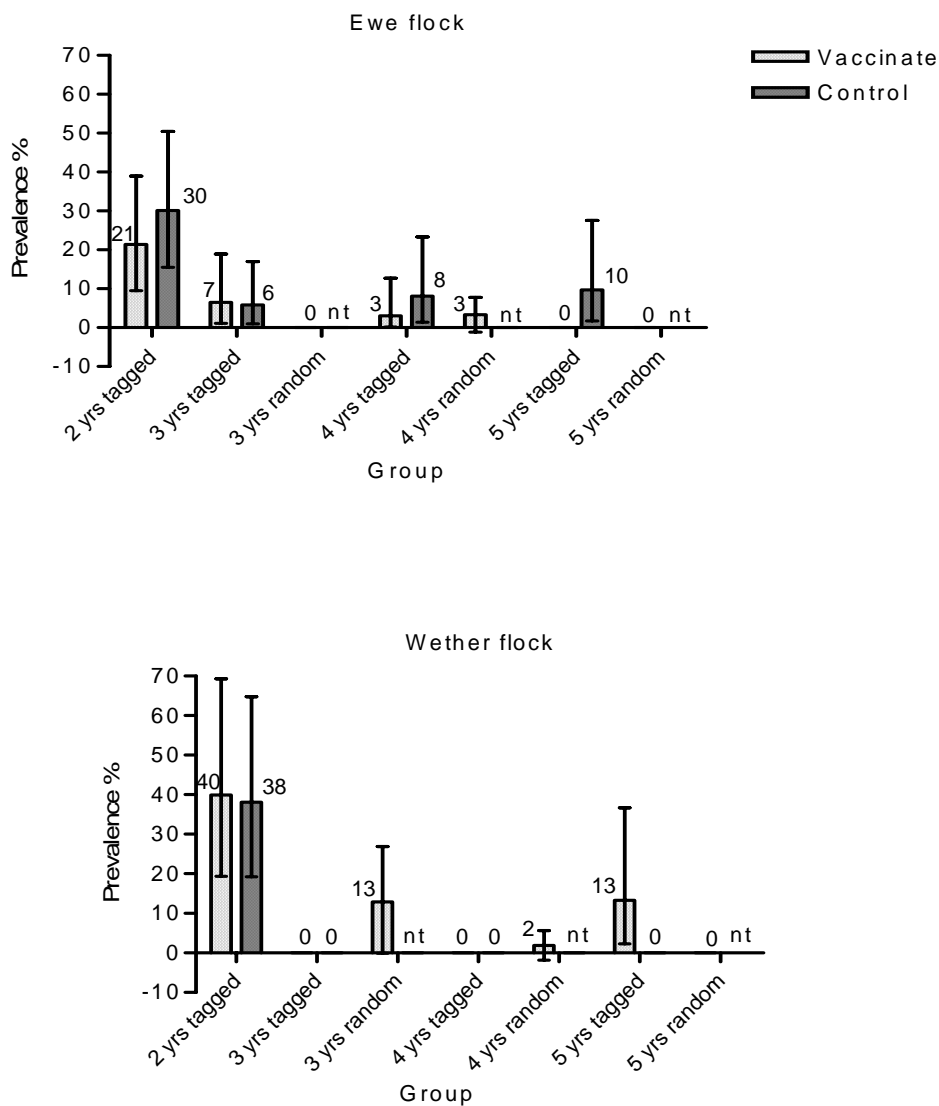 Ewe flock
Vaccinate
Control
Prevalence %
70
60
50
40
30
20
10
0
-10
21
30
7
6
0 nt
3
8
3
nt
0
10
0 nt
2 yrs tagged
3 yrs tagged
3 yrs random
4 yrs tagged
4 yrs random
5 yrs tagged
5 yrs random
Group
Wether flock
Prevalence %
70
60
50
40
30
20
10
0
-10
40
38
0 0
13
nt
0 0
2
nt
13
0
0 nt
2 yrs tagged
3 yrs tagged
3 yrs random
4 yrs tagged
4 yrs random
5 yrs tagged
5 yrs random
Group